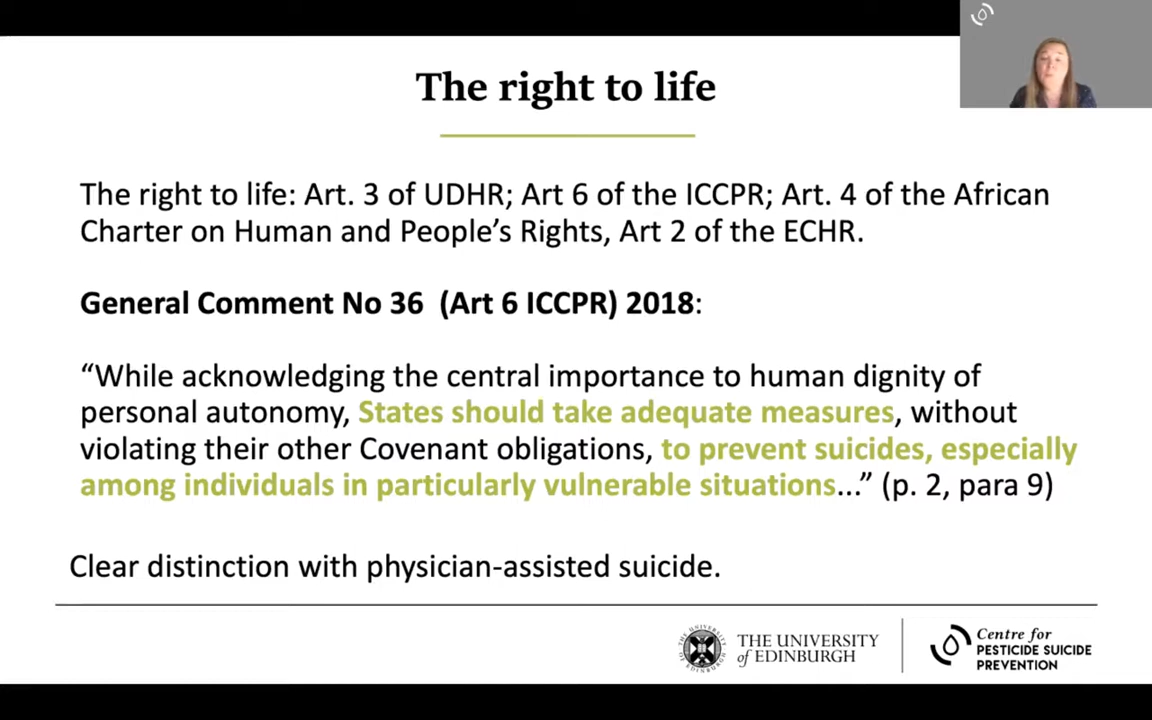 The right to life
The right to life: Art. 3 of UDHR; Art 6 of the ICCPR; Art. 4 of the African
Charter on Human and People’s Rights, Art 2 of the ECHR.
General Comment No 36  (Art 6 ICCPR) 2018:
“While acknowledging the central importance to human dignity of
personal autonomy, States should take adequate measures, without
violating their other Covenant obligations, to prevent suicides, especially
among individuals in particularly vulnerable situations...” (p. 2, para 9)
Clear distinction with physician-assisted suicide.
THE UNIVERSITY
of EDINBURGH
Centre for
PESTICIDE SUICIDE
PREVENTION